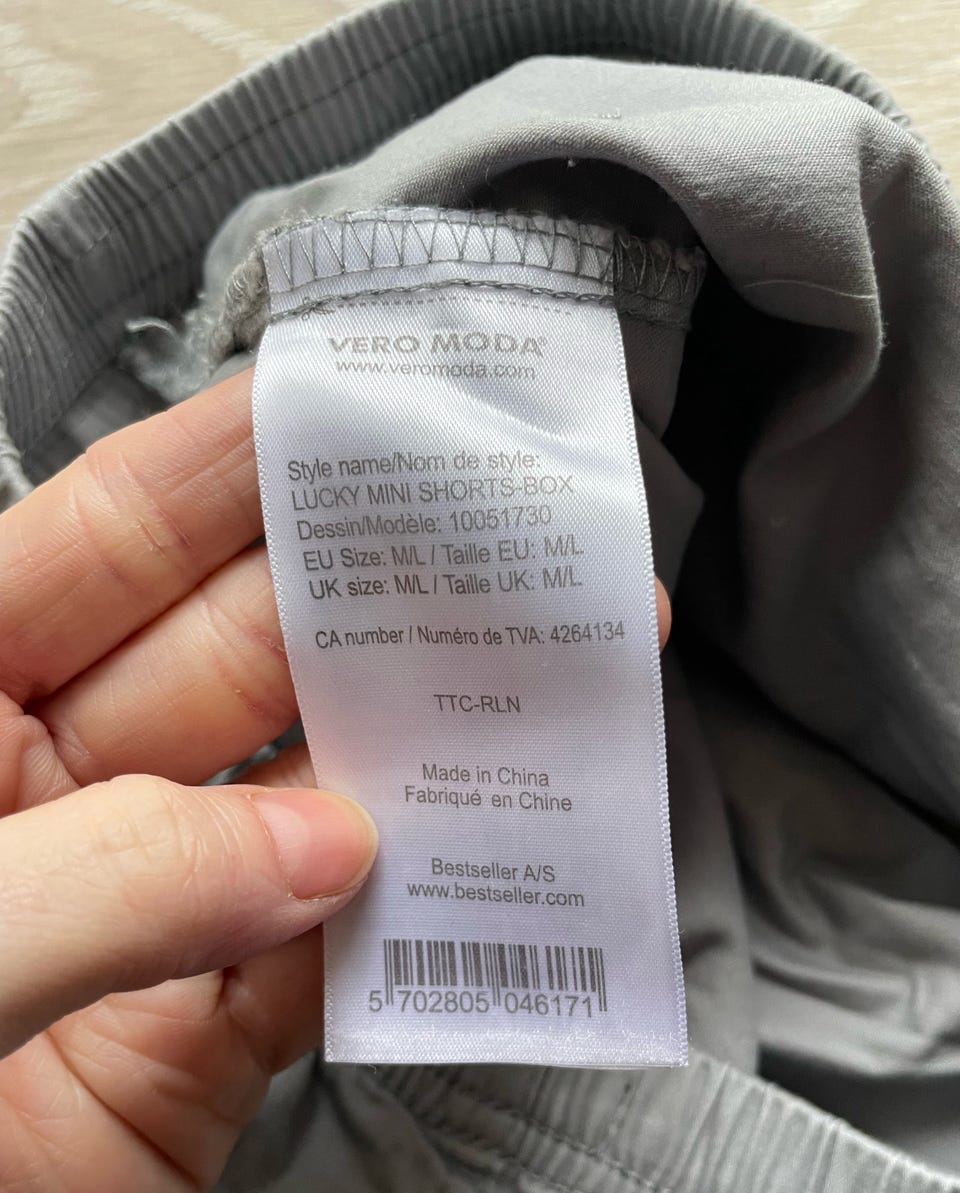 VERO MODA®
www.veromoda.com
Style name/Nom de style:
LUCKY MINI SHORTS-BOX
Dessin/Modèle: 10051730
EU Size: M/L / Taille EU: M/L
UK size: M/L / Taille UK: M/L
CA number / Numéro de TVA: 4264134
TTC-RLN
Made in China
Fabriqué en Chine
Bestseller A/S
www.bestseller.com
5 702805 046171